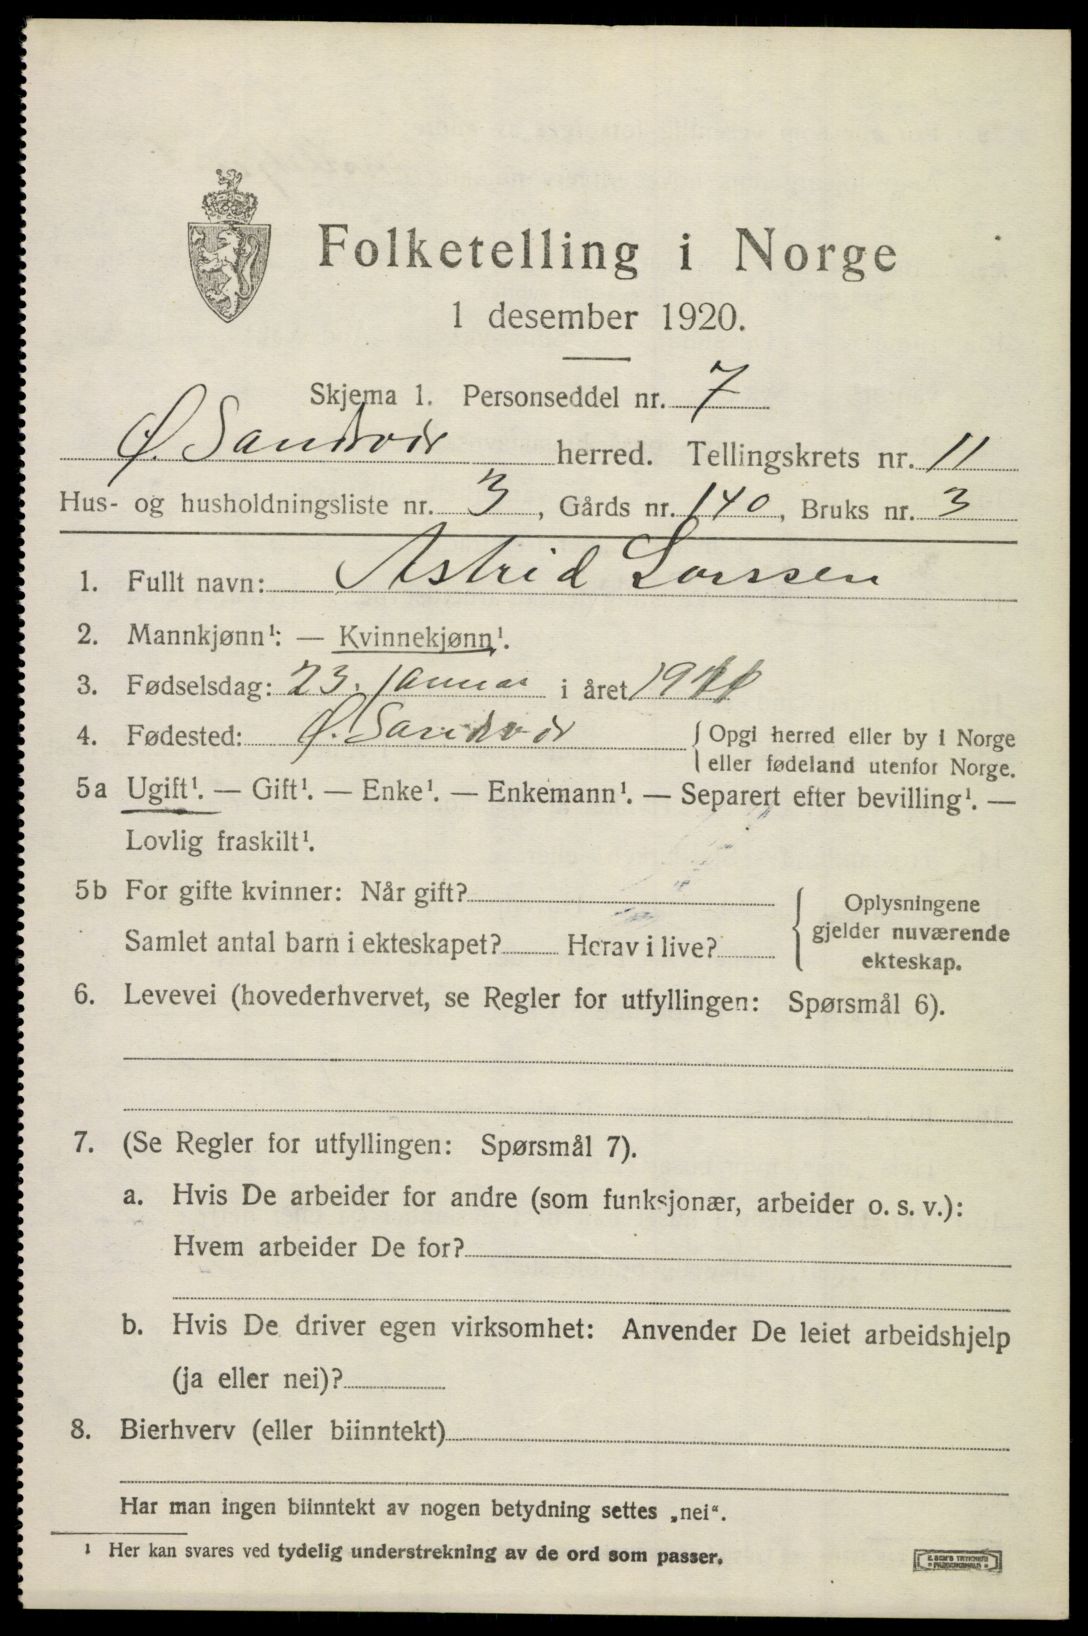 Folketelling i Norge
1 desember 1920.
Skjema 1. Personseddel nr. 7
Ø. Sandvdr herred. Tellingskrets nr. 11
Hus- og husholdningsliste nr. 3, Gårds nr. 140, Bruks nr. 3
1. Fullt navn: Astrid Larssen
2. Mannkjønn¹: — Kvinnekjønn¹.
3. Fødselsdag: 23. januar i året 1911
4. Fødested: Ø. Sandvdr { Opgi herred eller by i Norge
eller fødeland utenfor Norge.
5a Ugift¹. — Gift¹. — Enke¹. — Enkemann¹. — Separert efter bevilling¹. —
Lovlig fraskilt¹.
5b For gifte kvinner: Når gift? { Oplysningene
gjelder nuværende
Samlet antal barn i ekteskapet? Herav i live?
ekteskap.
6. Levevei (hovederhvervet, se Regler for utfyllingen: Spørsmål 6).
7. (Se Regler for utfyllingen: Spørsmål 7).
a. Hvis De arbeider for andre (som funksjonær, arbeider o. s. v.):
Hvem arbeider De for?
b. Hvis De driver egen virksomhet: Anvender De leiet arbeidshjelp
(ja eller nei)?
8. Bierhverv (eller biinntekt)
Har man ingen biinntekt av nogen betydning settes „nei“.
¹ Her kan svares ved tydelig understrekning av de ord som passer.